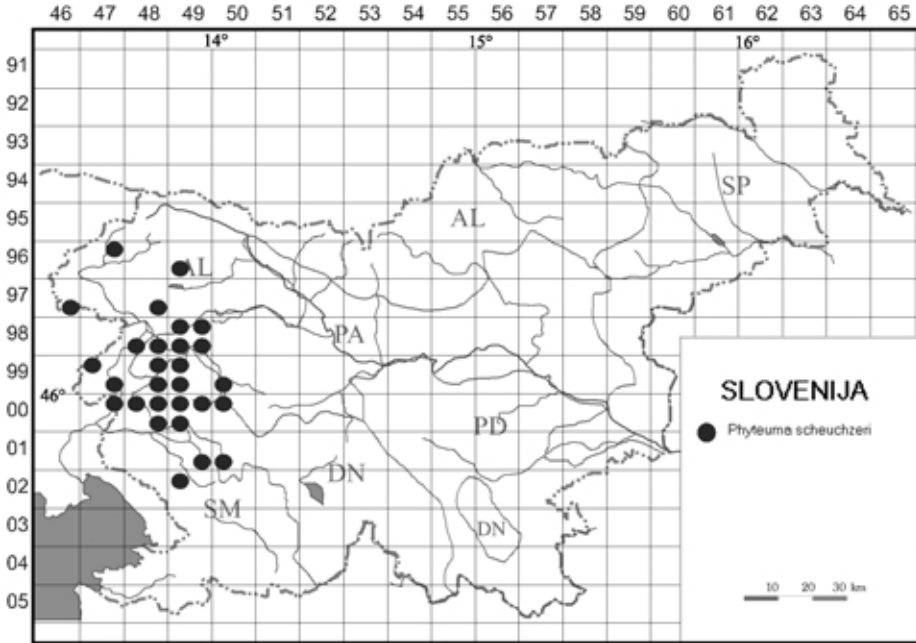 46 47 48 49 50 51 52 53 54 55 56 57 58 59 60 61 62 63 64 65
14° 15° 16°
91
92
93
94 SP
95 AL
96 AL
97
98 PA
99
46°
00 SLOVENIJA
PD Phyteuma scheuchzeri
01
02 DN
03 SM DN
04
05 10 20 30 km